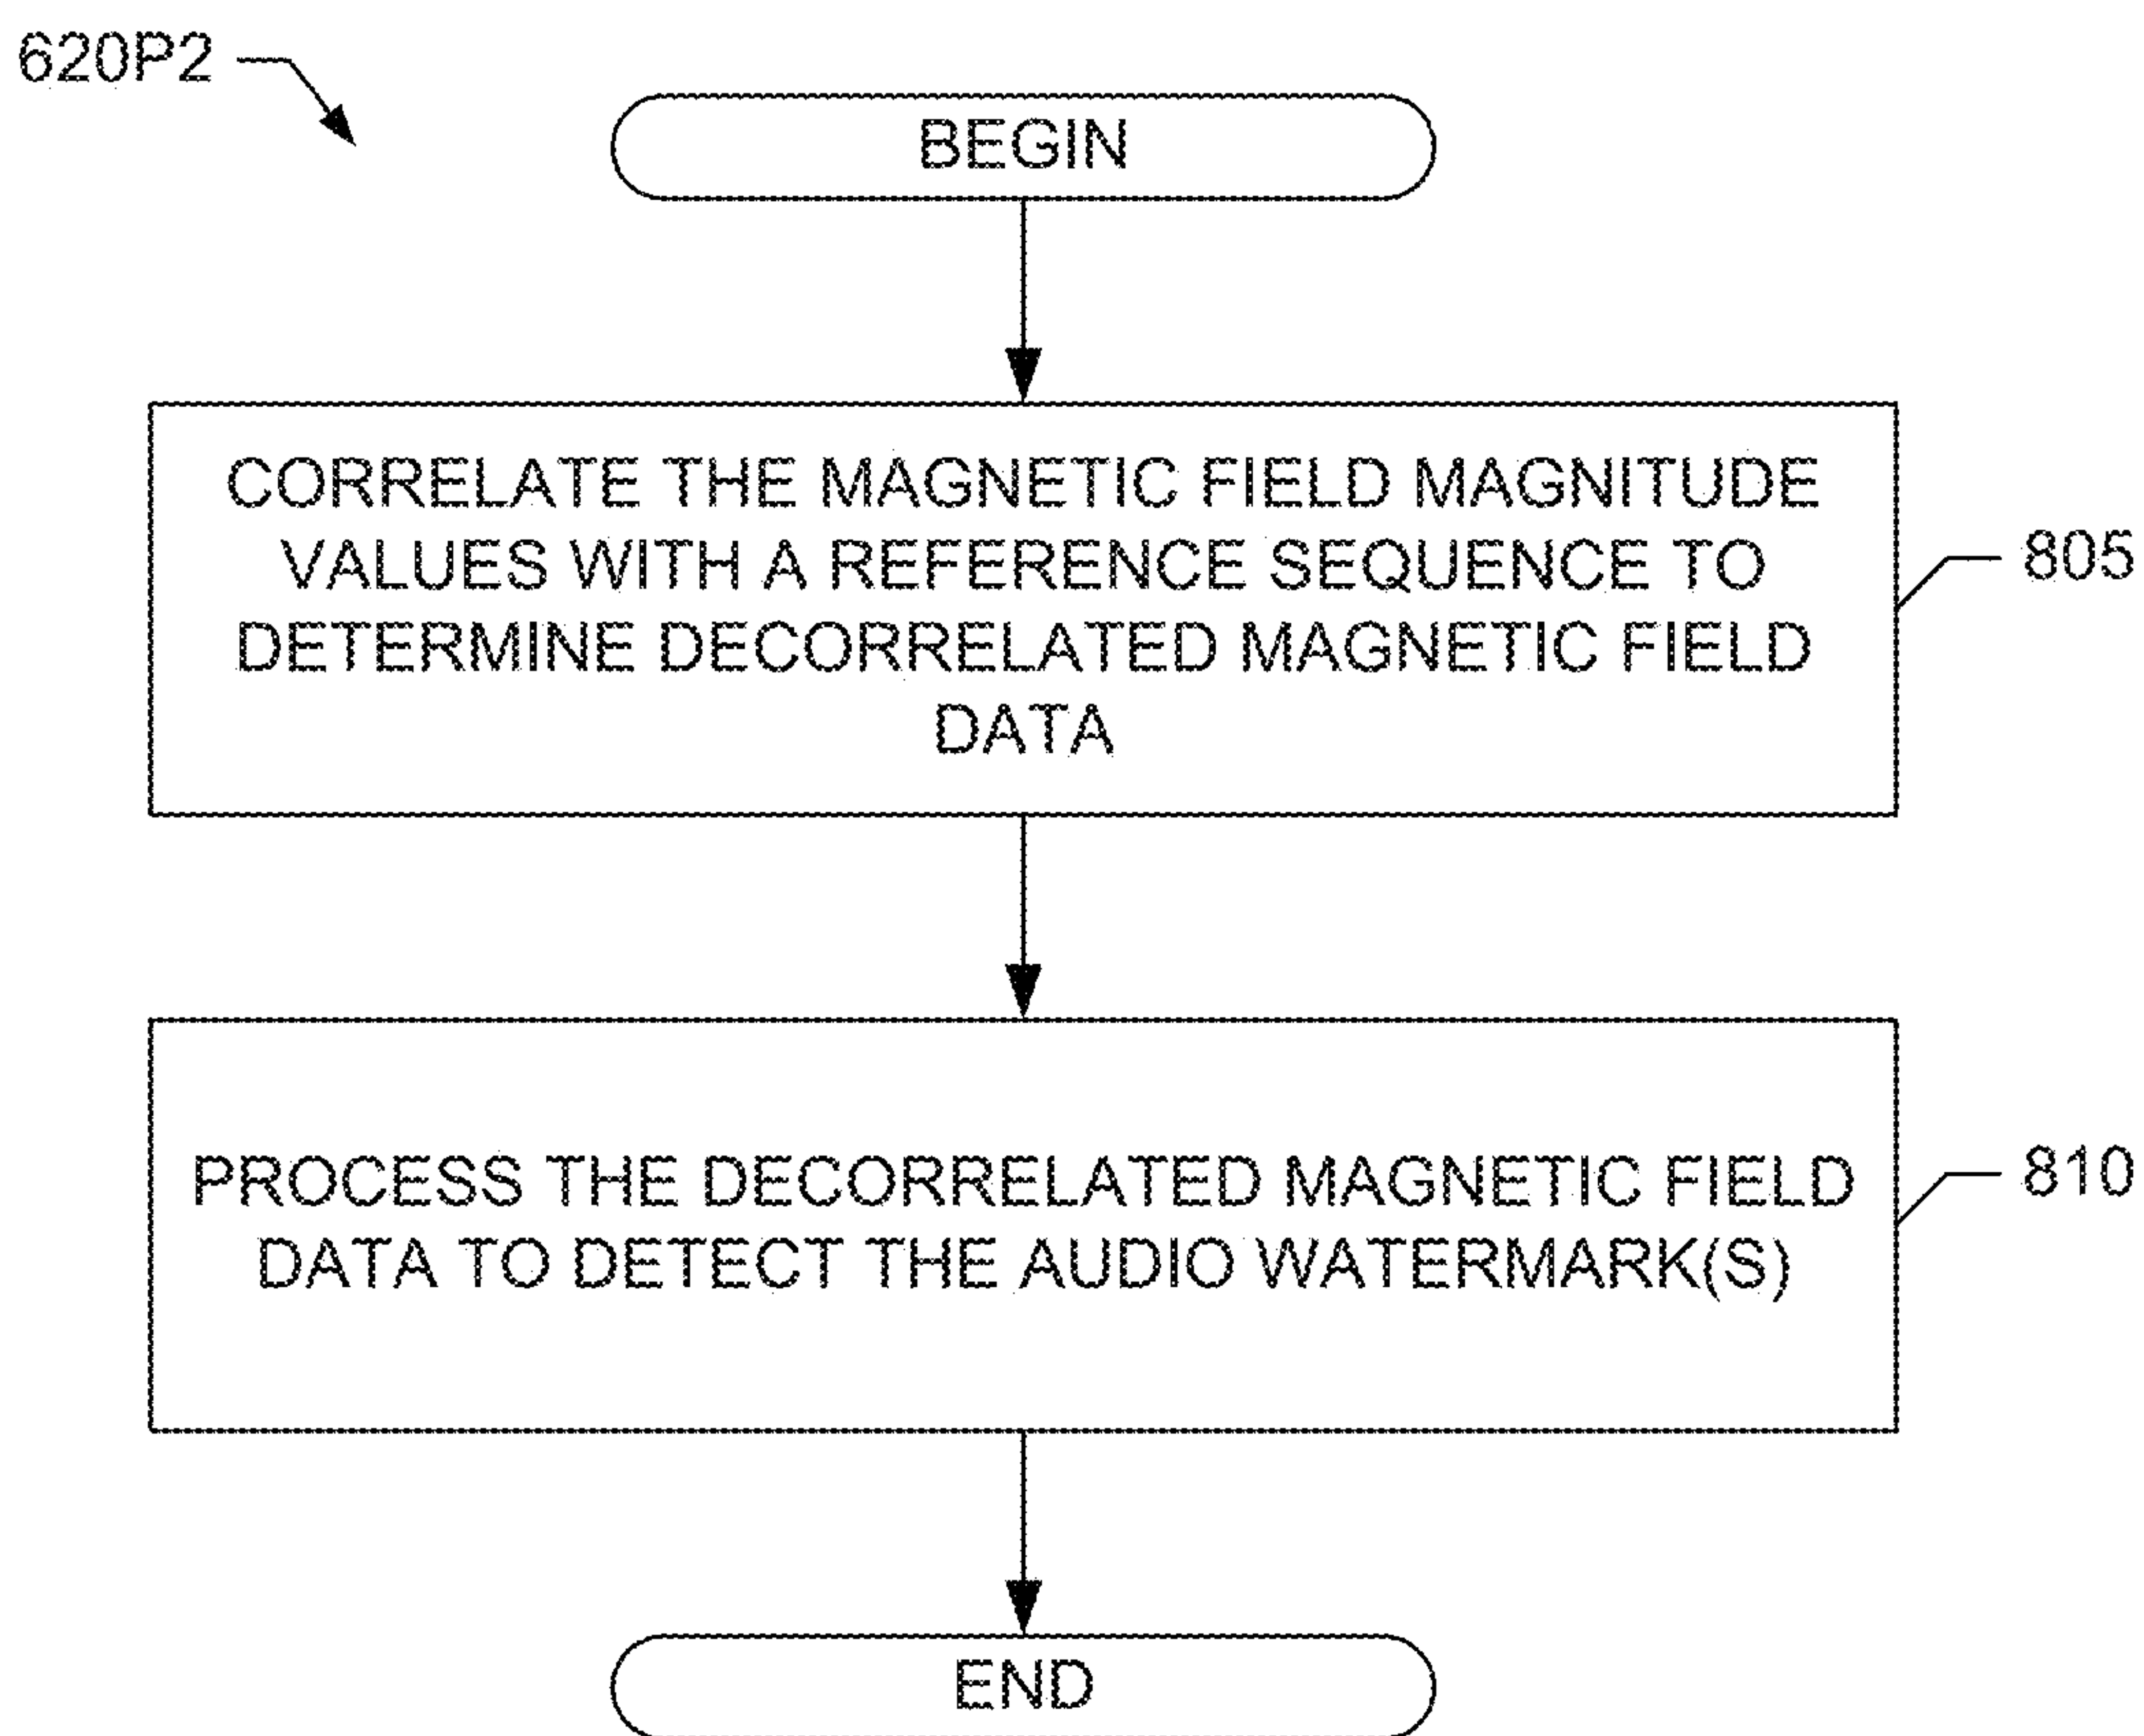 620P2
BEGIN
CORRELATE THE MAGNETIC FIELD MAGNITUDE
VALUES WITH A REFERENCE SEQUENCE TO
DETERMINE DECORRELATED MAGNETIC FIELD
DATA
805
PROCESS THE DECORRELATED MAGNETIC FIELD
DATA TO DETECT THE AUDIO WATERMARK(S)
810
END